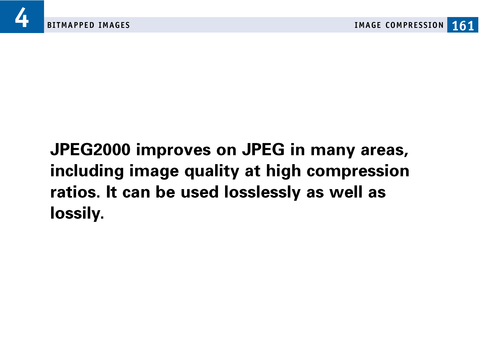 4 BITMAPPED IMAGES IMAGE COMPRESSION 161
JPEG2000 improves on JPEG in many areas,
including image quality at high compression
ratios. It can be used losslessly as well as
lossily.